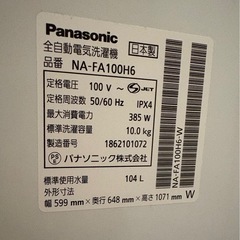 Panasonic
全自動電気洗濯機
日本製
品番 NA-FA100H6
定格電圧 100 V～
定格周波数 50/60 Hz IPX4
最大消費電力 385 W
標準洗濯容量 10.0 kg
製造番号 1862101072
パナソニック株式会社
標準使用水量 104 L
外形寸法
幅 599 mm×奥行 648 mm×高さ 1071 mm W
PS E JET
NA-FA100H6-W